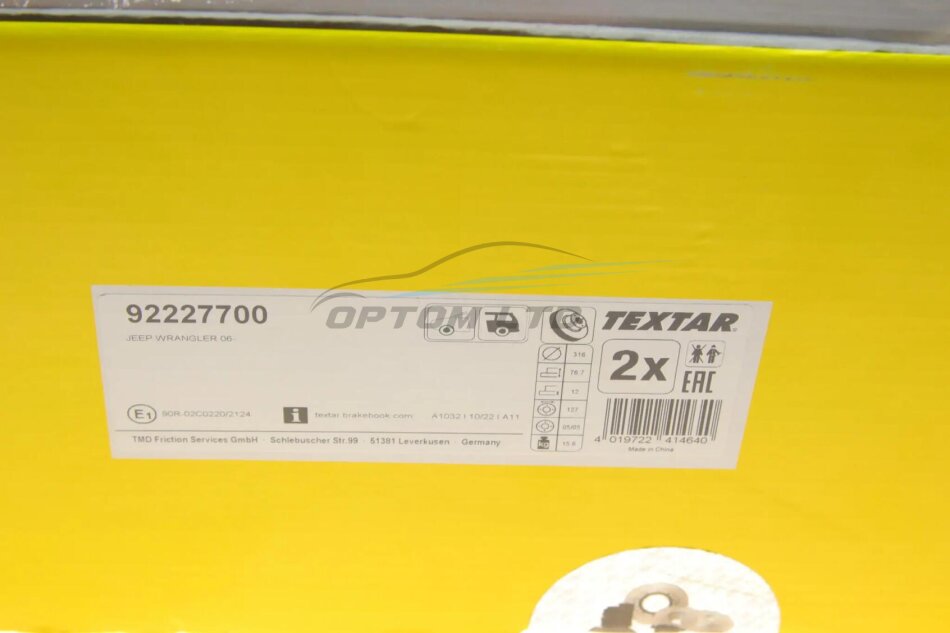 92227700
JEEP WRANGLER 06-
OPTOM LTD
TEXTAR
2x
EAC
316
76.7
12
127
05/05
KG 15.6
E1 90R-02C0220/2124
i textar brakebook.com A1032 | 10/22 | A11
TMD Friction Services GmbH · Schlebuscher Str.99 · 51381 Leverkusen · Germany
4 019722 414640
Made in China